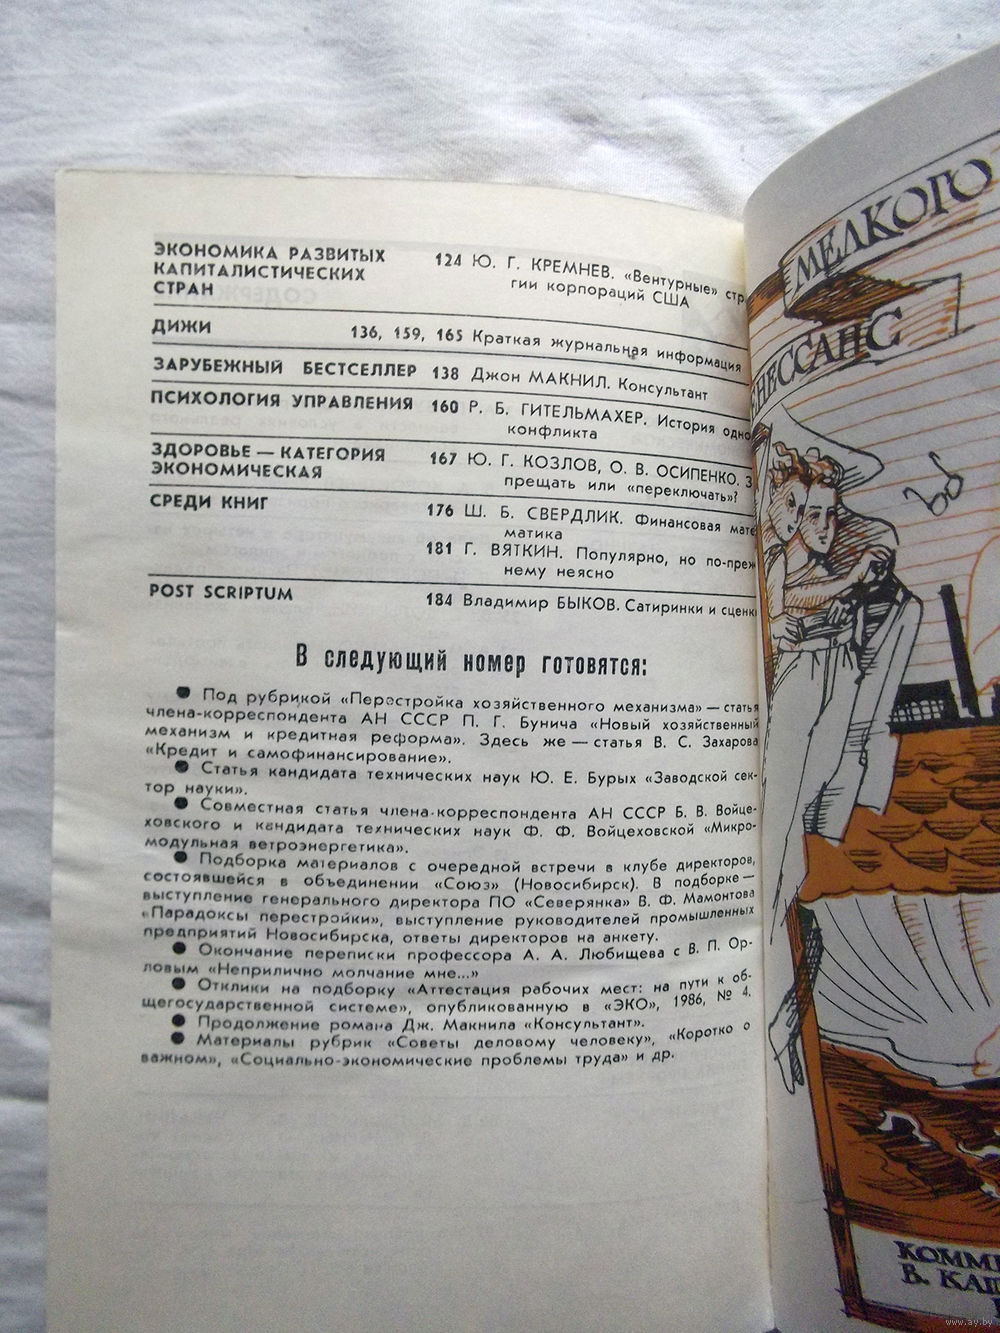 ЭКОНОМИКА РАЗВИТЫХ
КАПИТАЛИСТИЧЕСКИХ
СТРАН
124 Ю. Г. КРЕМНЕВ. «Вентурные» стра
гии корпораций США
ДИЖИ 136, 159, 165 Краткая журнальная информация
ЗАРУБЕЖНЫЙ БЕСТСЕЛЛЕР 138 Джон МАКНИЛ. Консультант
ПСИХОЛОГИЯ УПРАВЛЕНИЯ 160 Р. Б. ГИТЕЛЬМАХЕР. История одно
конфликта
ЗДОРОВЬЕ — КАТЕГОРИЯ
ЭКОНОМИЧЕСКАЯ
167 Ю. Г. КОЗЛОВ, О. В. ОСИПЕНКО. З
прещать или «переключать»?
СРЕДИ КНИГ 176 Ш. Б. СВЕРДЛИК. Финансовая мате
матика
181 Г. ВЯТКИН. Популярно, но по-преж
нему неясно
POST SCRIPTUM 184 Владимир БЫКОВ. Сатиринки и сценк
В следующий номер готовятся:
● Под рубрикой «Перестройка хозяйственного механизма» — статья
члена-корреспондента АН СССР П. Г. Бунича «Новый хозяйственный
механизм и кредитная реформа». Здесь же — статья В. С. Захарова
«Кредит и самофинансирование».
● Статья кандидата технических наук Ю. Е. Бурых «Заводской сек-
тор науки».
● Совместная статья члена-корреспондента АН СССР Б. В. Войце-
ховского и кандидата технических наук Ф. Ф. Войцеховской «Микро-
модульная ветроэнергетика».
● Подборка материалов с очередной встречи в клубе директоров,
состоявшейся в объединении «Союз» (Новосибирск). В подборке —
выступление генерального директора ПО «Северянка» В. Ф. Мамонтова
«Парадоксы перестройки», выступление руководителей промышленных
предприятий Новосибирска, ответы директоров на анкету.
● Окончание переписки профессора А. А. Любищева с В. П. Ор-
ловым «Неприлично молчание мне...»
● Отклики на подборку «Аттестация рабочих мест: на пути к об-
щегосударственной системе», опубликованную в «ЭКО», 1986, № 4.
● Продолжение романа Дж. Макнила «Консультант».
● Материалы рубрик «Советы деловому человеку», «Коротко о
важном», «Социально-экономические проблемы труда» и др.
МЕЛКОГО
ЕНЕССАНС
КОММЕ
В. КАЩ
www.ay.by